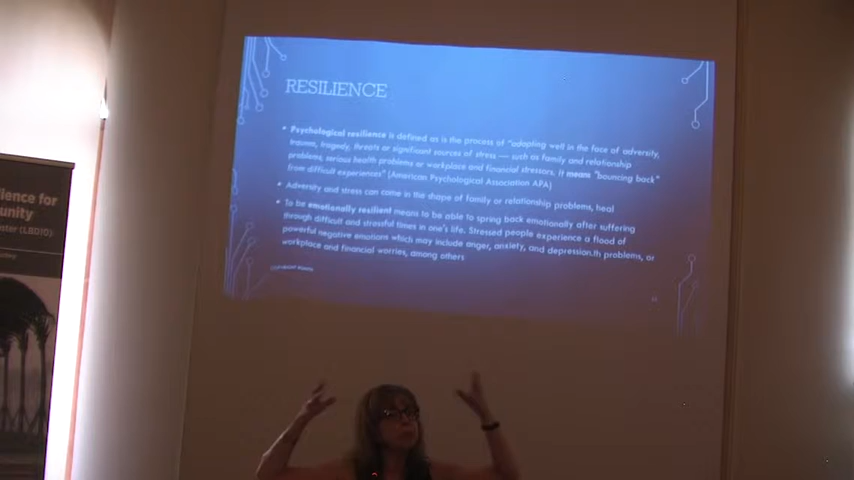 RESILIENCE
• Psychological resilience is defined as is the process of "adapting well in the face of adversity,
trauma, tragedy, threats or significant sources of stress — such as family and relationship
problems, serious health problems or workplace and financial stressors. It means "bouncing back"
from difficult experiences" (American Psychological Association APA)
• Adversity and stress can come in the shape of family or relationship problems, heal
• To be emotionally resilient means to be able to spring back emotionally after suffering
through difficult and stressful times in one's life. Stressed people experience a flood of
powerful negative emotions which may include anger, anxiety, and depression.th problems, or
workplace and financial worries, among others
ience for
unity
ter (LBD10)